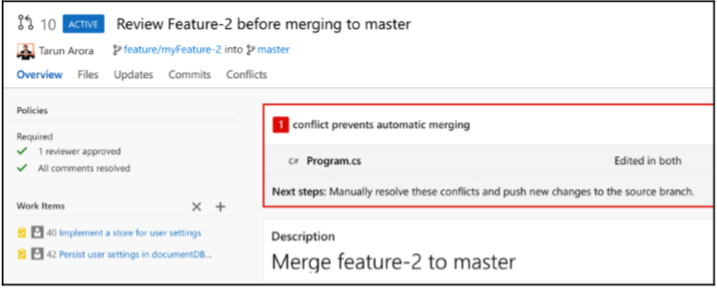 10 ACTIVE Review Feature-2 before merging to master
Tarun Arora feature/myFeature-2 into master
Overview Files Updates Commits Conflicts
Policies
Required
1 reviewer approved
All comments resolved
Work Items
40 Implement a store for user settings
42 Persist user settings in documentDB...
1 conflict prevents automatic merging
C# Program.cs Edited in both
Next steps: Manually resolve these conflicts and push new changes to the source branch.
Description
Merge feature-2 to master